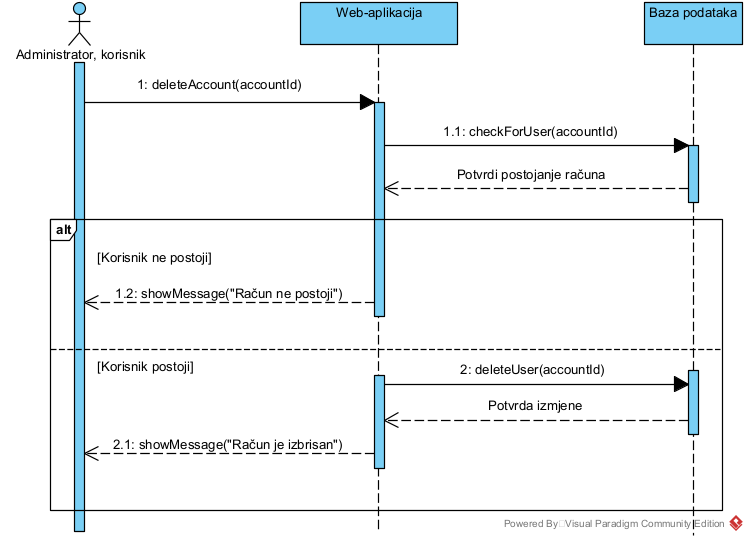 Administrator, korisnik
Web-aplikacija
Baza podataka
1: deleteAccount(accountId)
1.1: checkForUser(accountId)
Potvrdi postojanje računa
alt
[Korisnik ne postoji]
1.2: showMessage("Račun ne postoji")
[Korisnik postoji]
2: deleteUser(accountId)
Potvrda izmjene
2.1: showMessage("Račun je izbrisan")
Powered By Visual Paradigm Community Edition